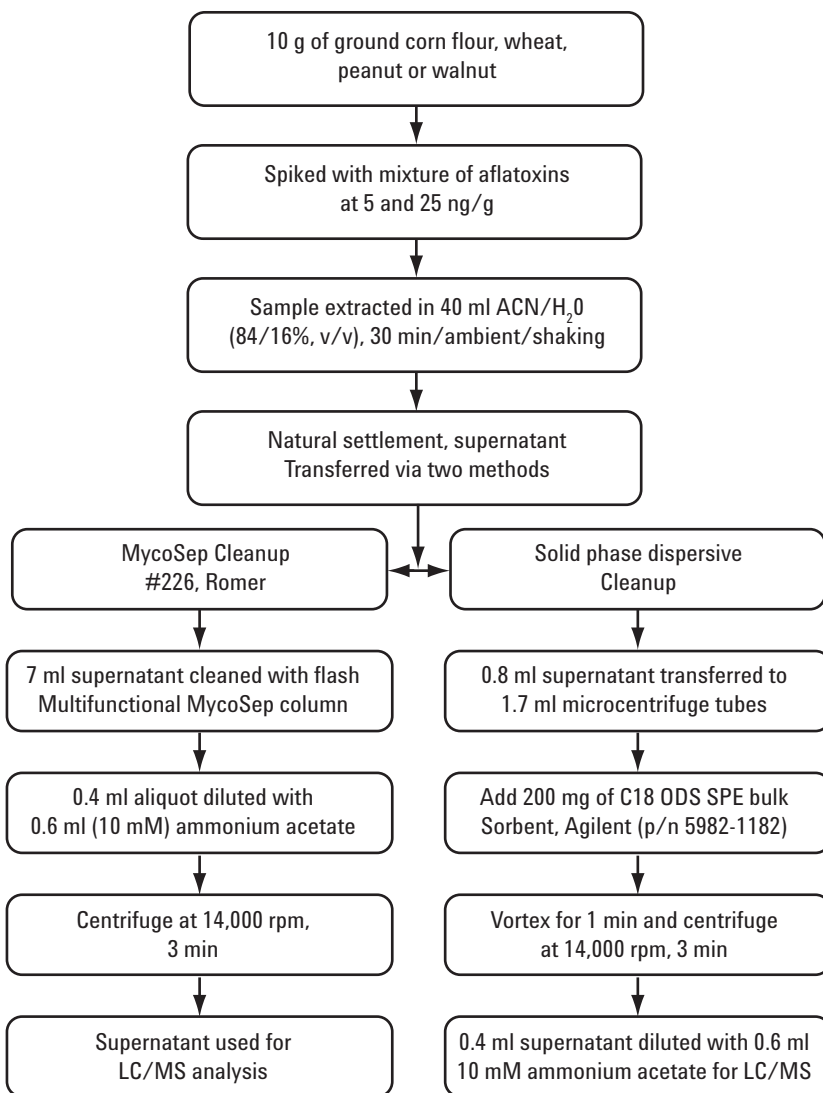 10 g of ground corn flour, wheat,
peanut or walnut
Spiked with mixture of aflatoxins
at 5 and 25 ng/g
Sample extracted in 40 ml ACN/H₂0
(84/16%, v/v), 30 min/ambient/shaking
Natural settlement, supernatant
Transferred via two methods
MycoSep Cleanup
#226, Romer
7 ml supernatant cleaned with flash
Multifunctional MycoSep column
0.4 ml aliquot diluted with
0.6 ml (10 mM) ammonium acetate
Centrifuge at 14,000 rpm,
3 min
Supernatant used for
LC/MS analysis
Solid phase dispersive
Cleanup
0.8 ml supernatant transferred to
1.7 ml microcentrifuge tubes
Add 200 mg of C18 ODS SPE bulk
Sorbent, Agilent (p/n 5982-1182)
Vortex for 1 min and centrifuge
at 14,000 rpm, 3 min
0.4 ml supernatant diluted with 0.6 ml
10 mM ammonium acetate for LC/MS